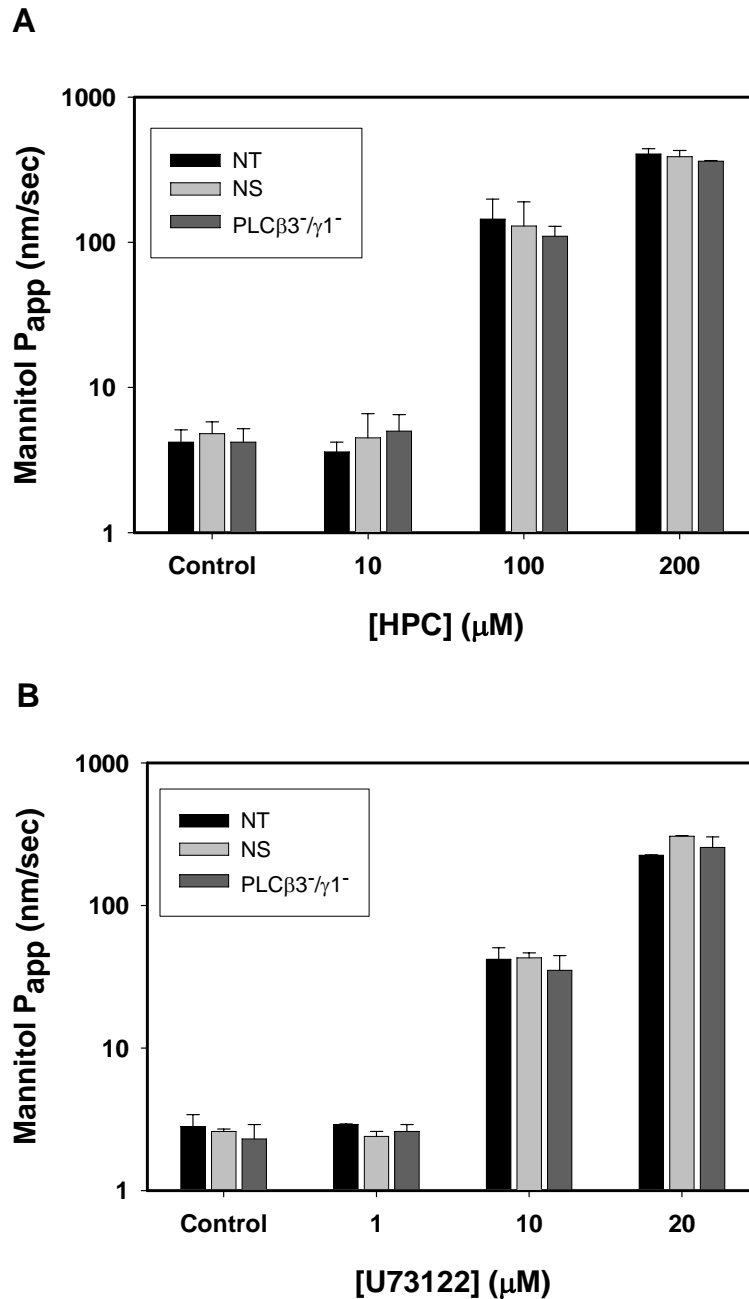 A
1000
100
10
1
Mannitol Papp (nm/sec)
NT
NS
PLCβ3⁻/γ1⁻
Control 10 100 200
[HPC] (μM)
B
1000
100
10
1
Mannitol Papp (nm/sec)
NT
NS
PLCβ3⁻/γ1⁻
Control 1 10 20
[U73122] (μM)